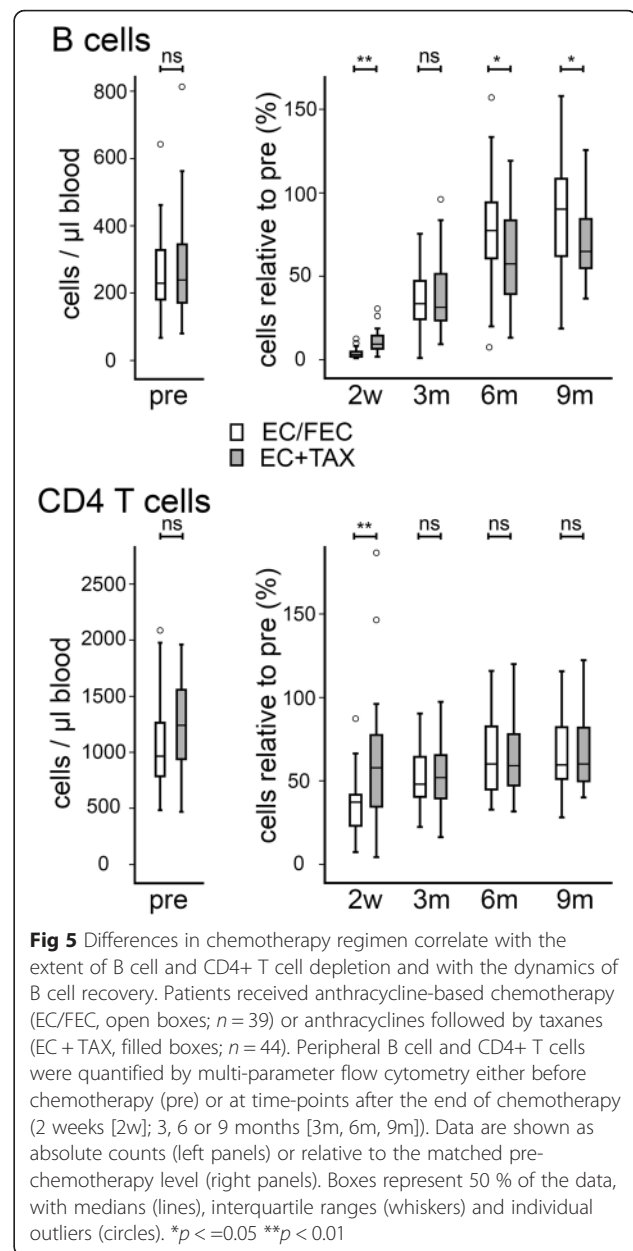 B cells
ns
** ns * *
800
600
400
200
0
cells / µl blood
pre
150
100
50
0
cells relative to pre (%)
2w 3m 6m 9m
EC/FEC
EC+TAX
CD4 T cells
ns
** ns ns ns
2500
2000
1500
1000
500
0
cells / µl blood
pre
150
100
50
0
cells relative to pre (%)
2w 3m 6m 9m
Fig 5 Differences in chemotherapy regimen correlate with the
extent of B cell and CD4+ T cell depletion and with the dynamics of
B cell recovery. Patients received anthracycline-based chemotherapy
(EC/FEC, open boxes; n = 39) or anthracyclines followed by taxanes
(EC + TAX, filled boxes; n = 44). Peripheral B cell and CD4+ T cells
were quantified by multi-parameter flow cytometry either before
chemotherapy (pre) or at time-points after the end of chemotherapy
(2 weeks [2w]; 3, 6 or 9 months [3m, 6m, 9m]). Data are shown as
absolute counts (left panels) or relative to the matched pre-
chemotherapy level (right panels). Boxes represent 50 % of the data,
with medians (lines), interquartile ranges (whiskers) and individual
outliers (circles). *p < =0.05 **p < 0.01